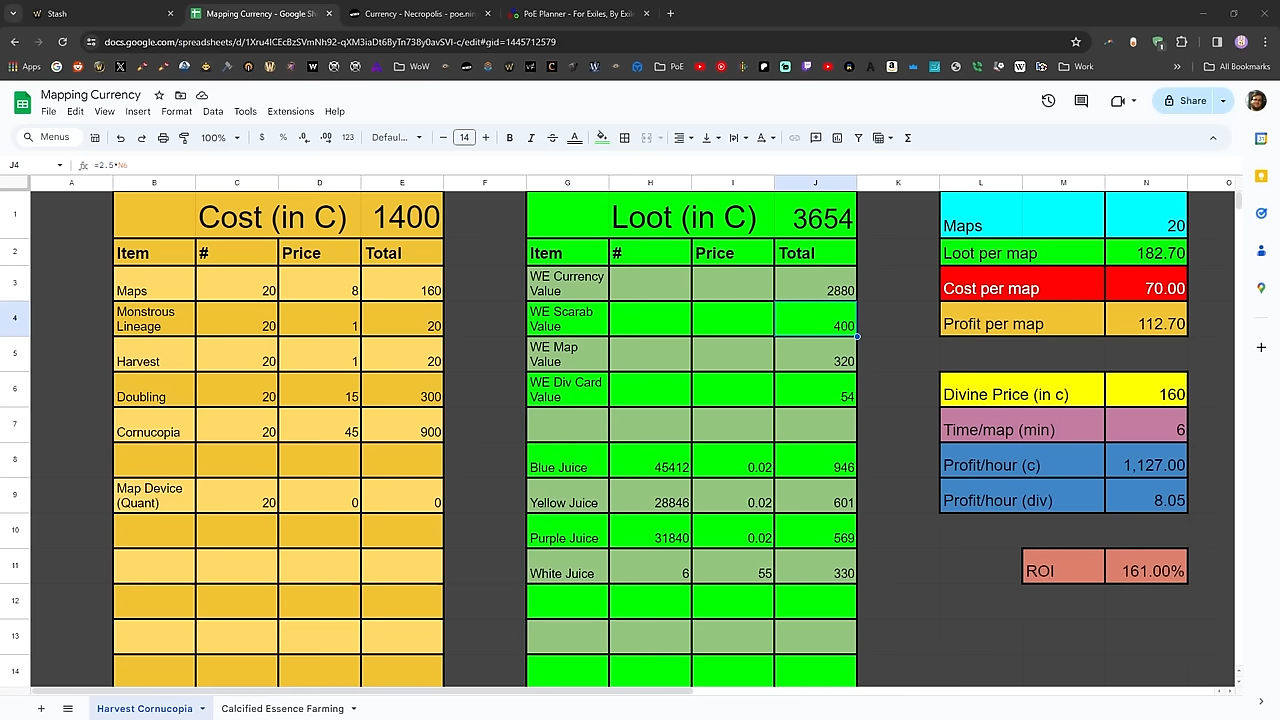 Stash
Mapping Currency - Google Sh
Currency - Necropolis - poe.nin
PoE Planner - For Exiles, By Exile
docs.google.com/spreadsheets/d/1Xru4lCEcBzSVmNh92-qXM3iaDt6ByTn738y0avSVI-c/edit#gid=1445712579
Apps WoW PoE Work All Bookmarks
Mapping Currency
File Edit View Insert Format Data Tools Extensions Help
Share
Menus 100% $ % .0 .00 123 Defaul... 14 B I
J4 fx =2.5*N6
A B C D E F G H I J K L M N O
1 Cost (in C) 1400 Loot (in C) 3654 Maps 20
2 Item # Price Total Item # Price Total Loot per map 182.70
3 Maps 20 8 160 WE Currency Value 2880 Cost per map 70.00
4 Monstrous Lineage 20 1 20 WE Scarab Value 400 Profit per map 112.70
5 Harvest 20 1 20 WE Map Value 320
6 Doubling 20 15 300 WE Div Card Value 54 Divine Price (in c) 160
7 Cornucopia 20 45 900 Time/map (min) 6
8 Blue Juice 45412 0.02 946 Profit/hour (c) 1,127.00
9 Map Device (Quant) 20 0 0 Yellow Juice 28846 0.02 601 Profit/hour (div) 8.05
10 Purple Juice 31840 0.02 569
11 White Juice 6 55 330 ROI 161.00%
12
13
14
Harvest Cornucopia Calcified Essence Farming